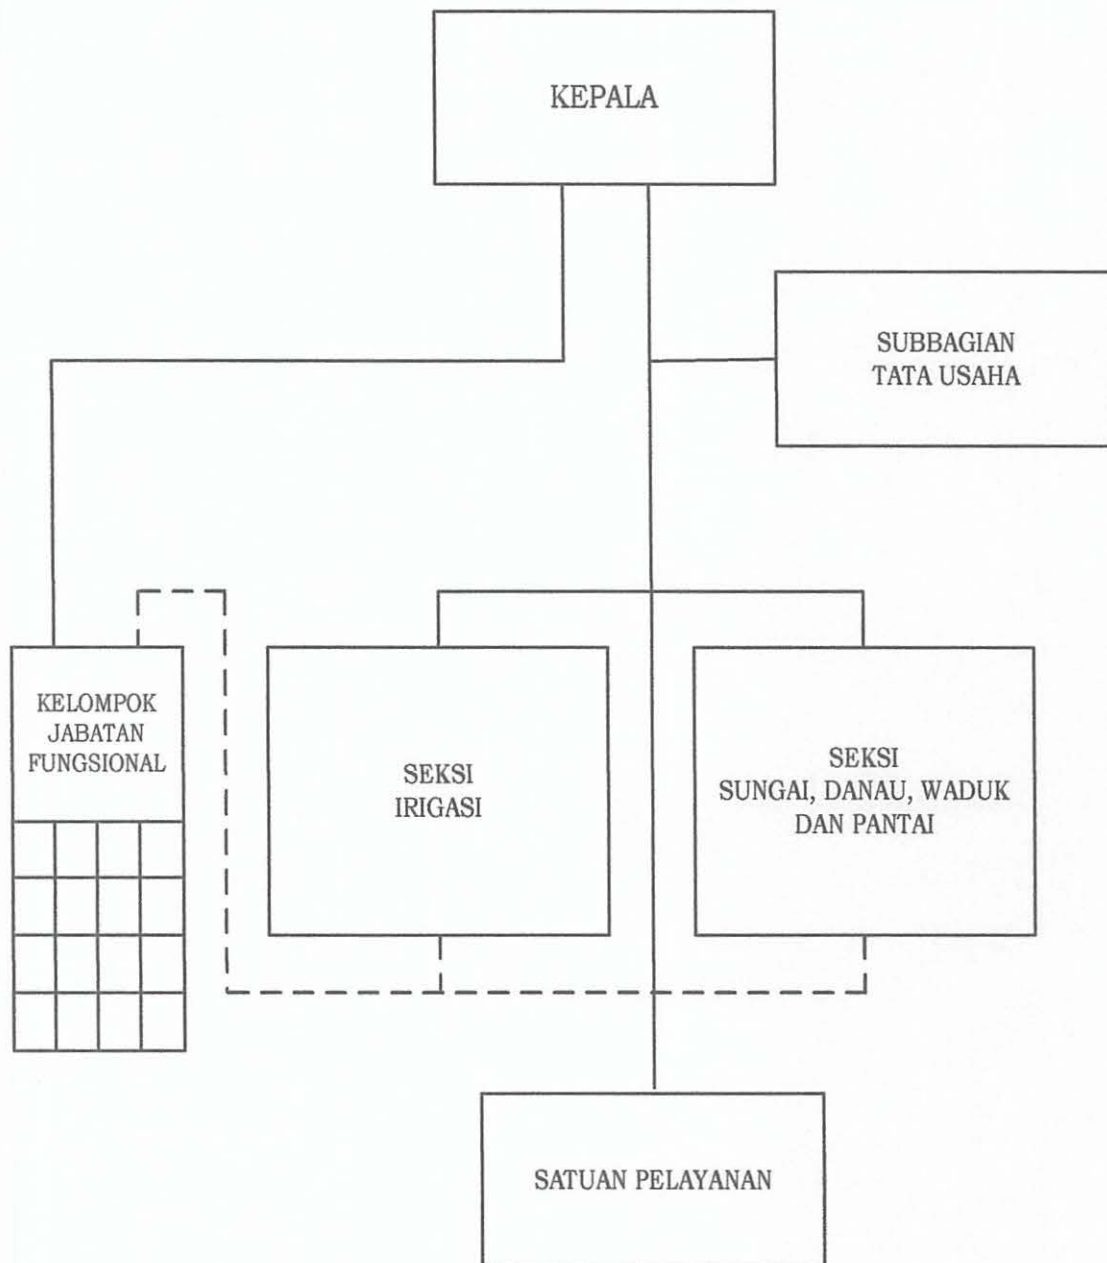 KEPALA
SUBBAGIAN
TATA USAHA
KELOMPOK
JABATAN
FUNGSIONAL
SEKSI
IRIGASI
SEKSI
SUNGAI, DANAU, WADUK
DAN PANTAI
SATUAN PELAYANAN